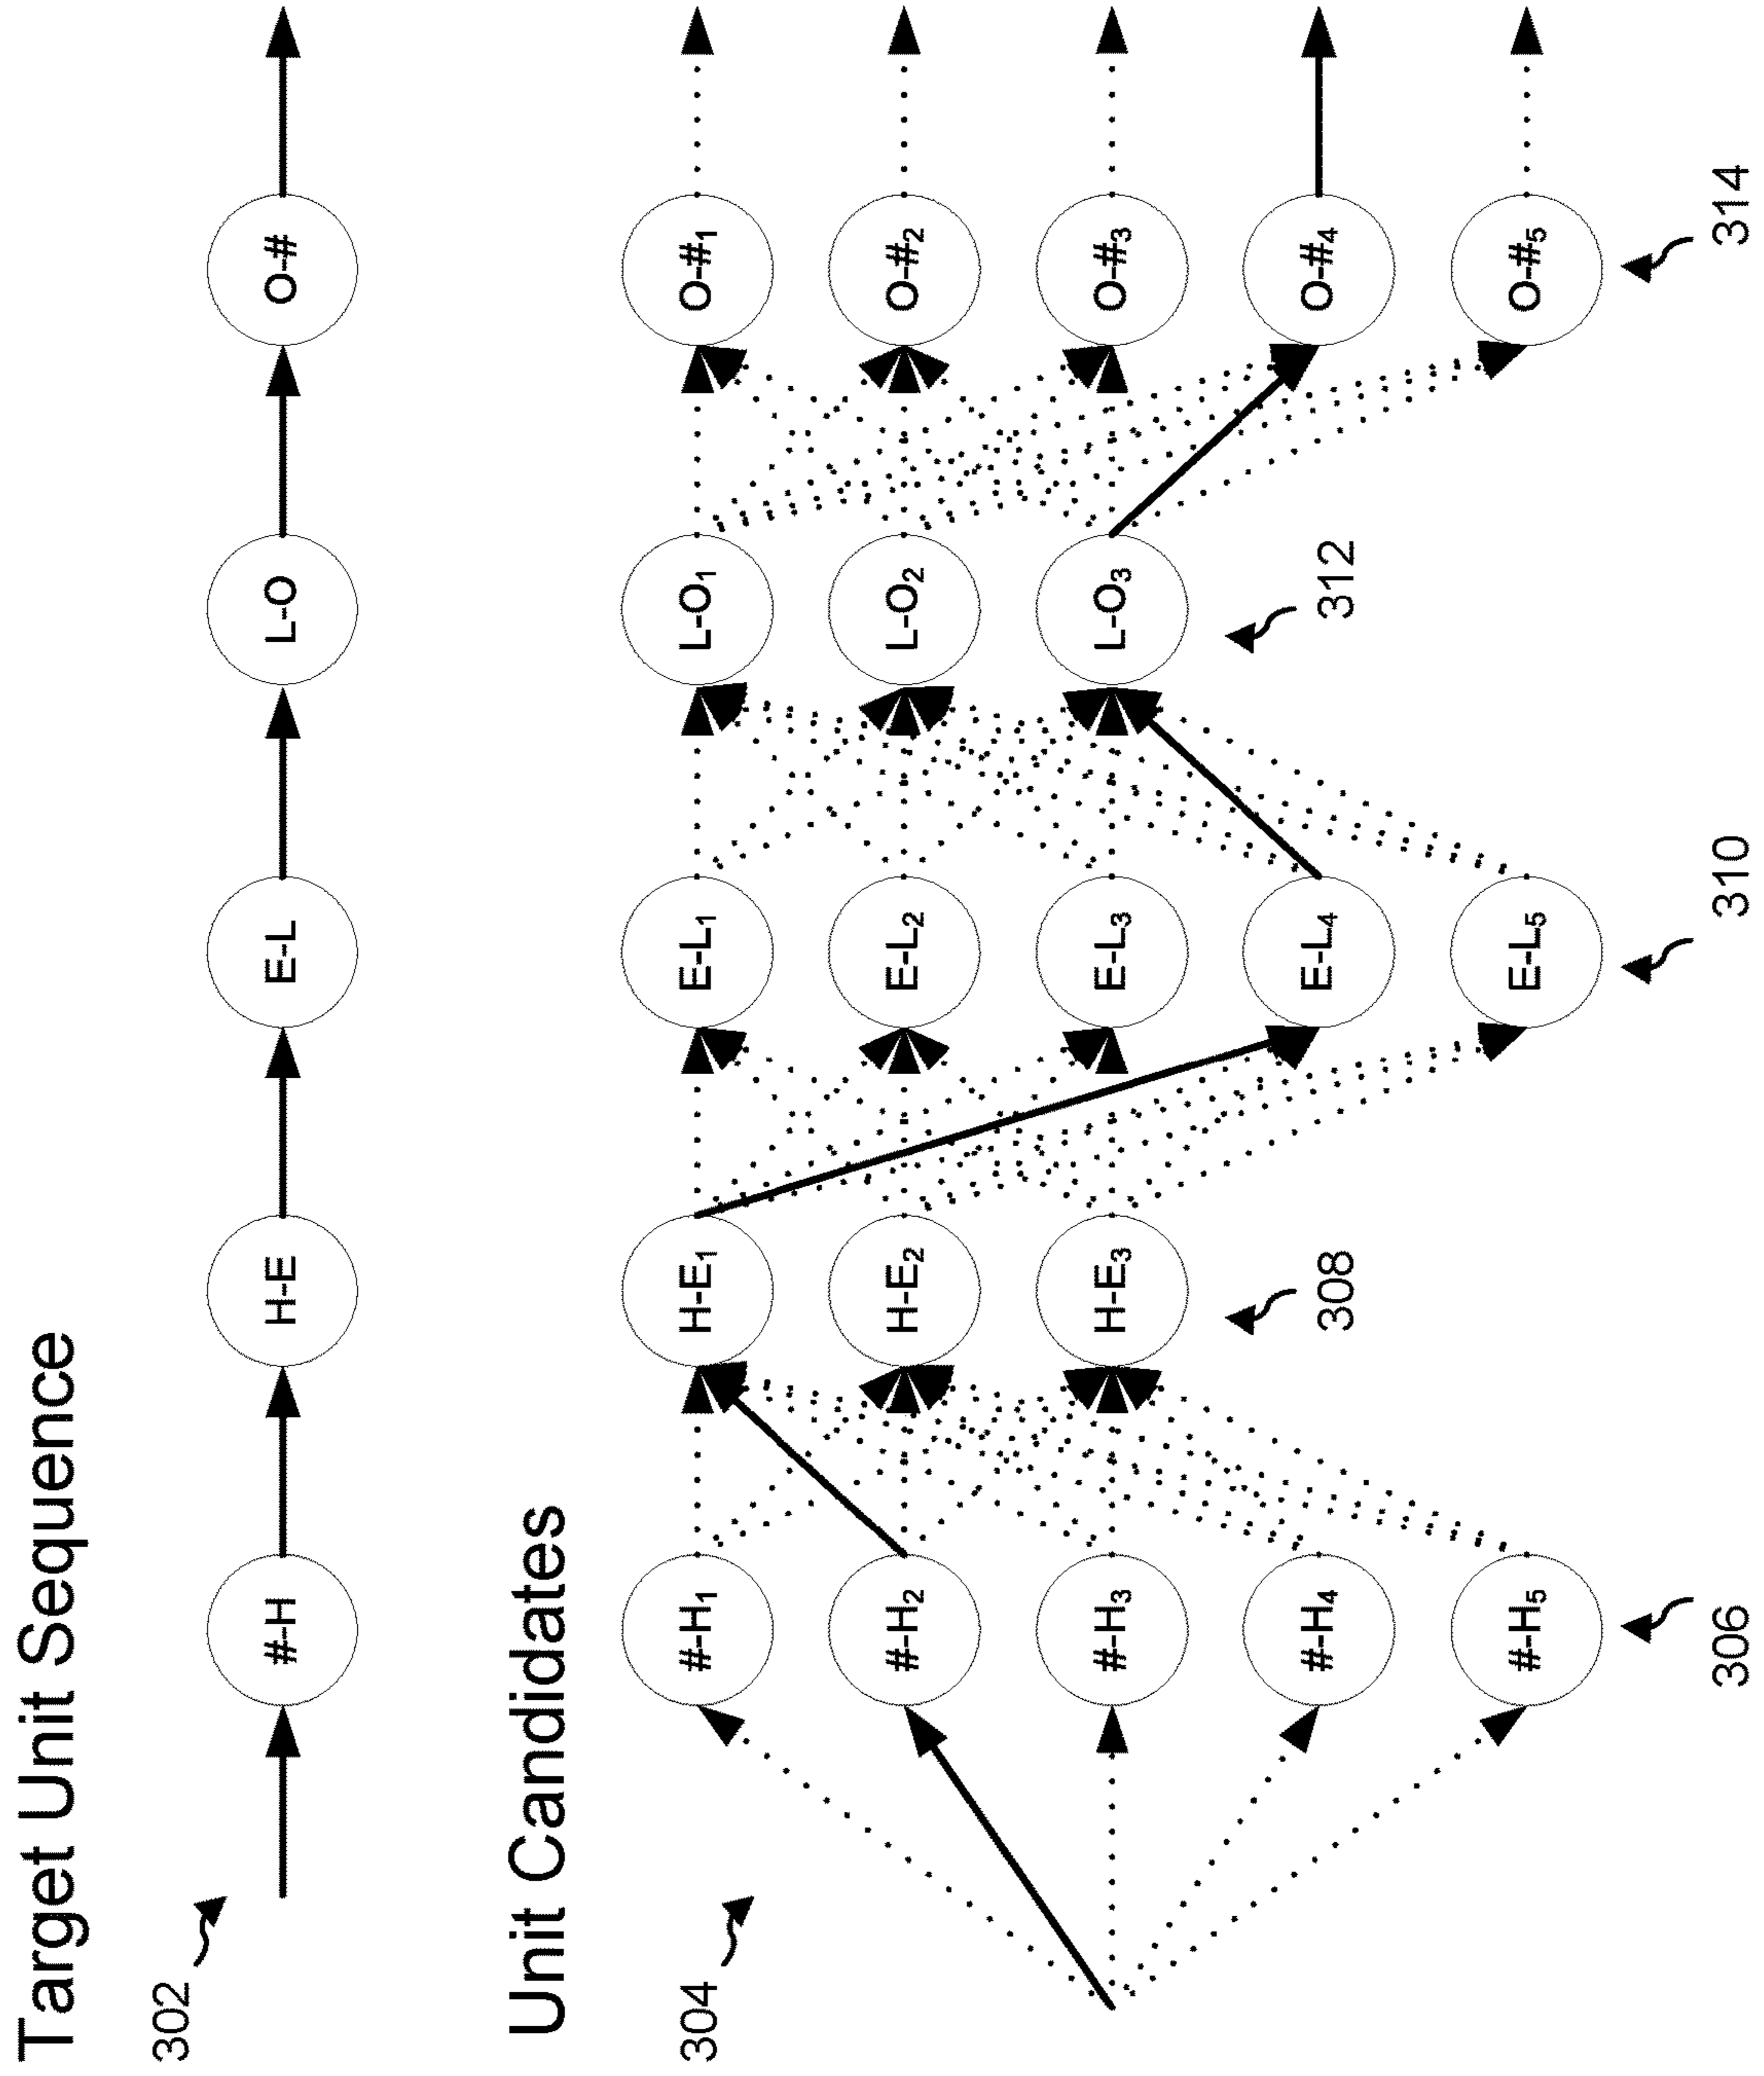 Target Unit Sequence
302
#-H H-E E-L L-O O-#
Unit Candidates
304
#-H₁ H-E₁ E-L₁ L-O₁ O-#₁
#-H₂ H-E₂ E-L₂ L-O₂ O-#₂
#-H₃ H-E₃ E-L₃ L-O₃ O-#₃
#-H₄ E-L₄ O-#₄
308 312
#-H₅ E-L₅ O-#₅
306 310 314